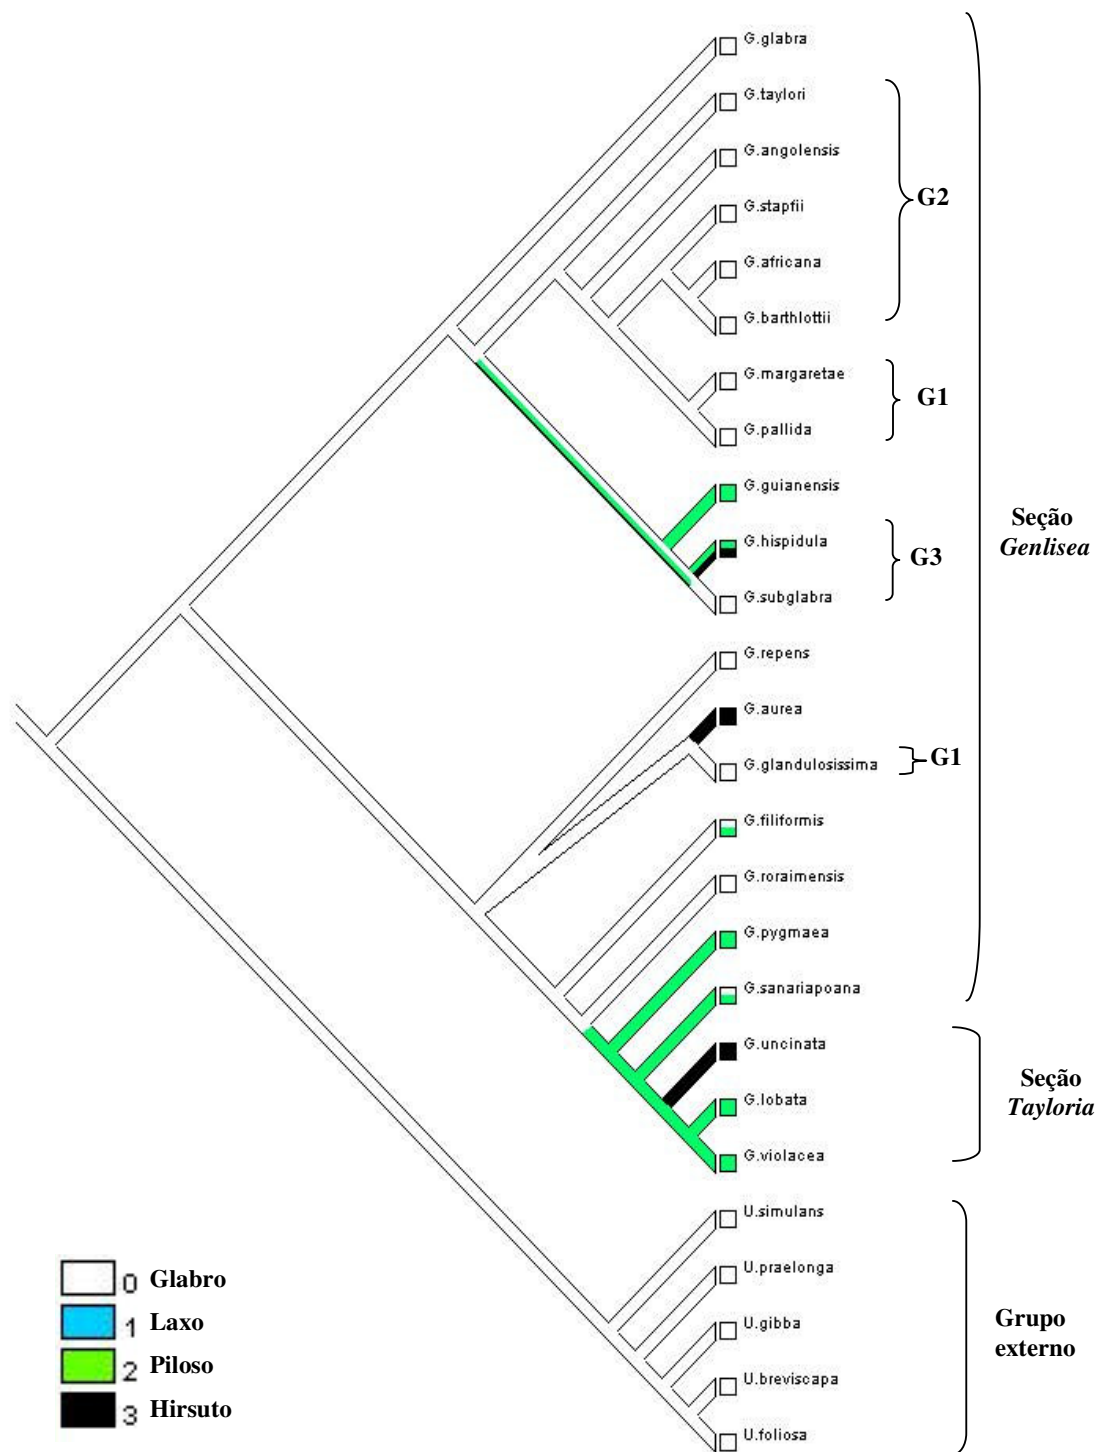 G.glabra
G.taylori
G.angolensis
G.stapfii
G.africana
G.barthlottii
G2
G.margaretae
G.pallida
G1
G.guianensis
G.hispidula
G.subglabra
G3
Seção
Genlisea
G.repens
G.aurea
G.glandulosissima
G1
G.filiformis
G.roraimensis
G.pygmaea
G.sanariapoana
G.uncinata
G.lobata
G.violacea
Seção
Tayloria
U.simulans
U.praelonga
U.gibba
U.breviscapa
U.foliosa
Grupo
externo
0 Glabro
1 Laxo
2 Piloso
3 Hirsuto